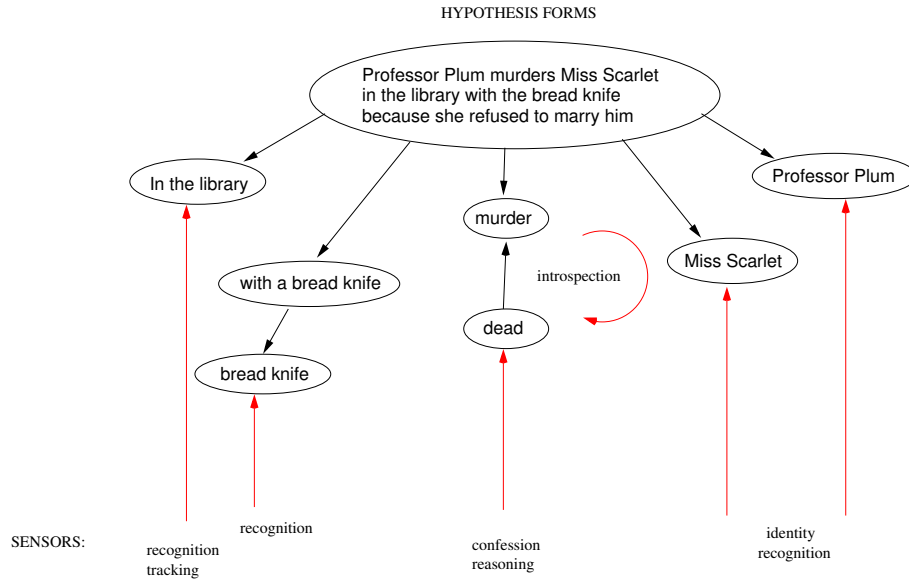 HYPOTHESIS FORMS
Professor Plum murders Miss Scarlet
in the library with the bread knife
because she refused to marry him
In the library
Professor Plum
murder
Miss Scarlet
with a bread knife
introspection
dead
bread knife
SENSORS:
recognition
tracking
recognition
confession
reasoning
identity
recognition